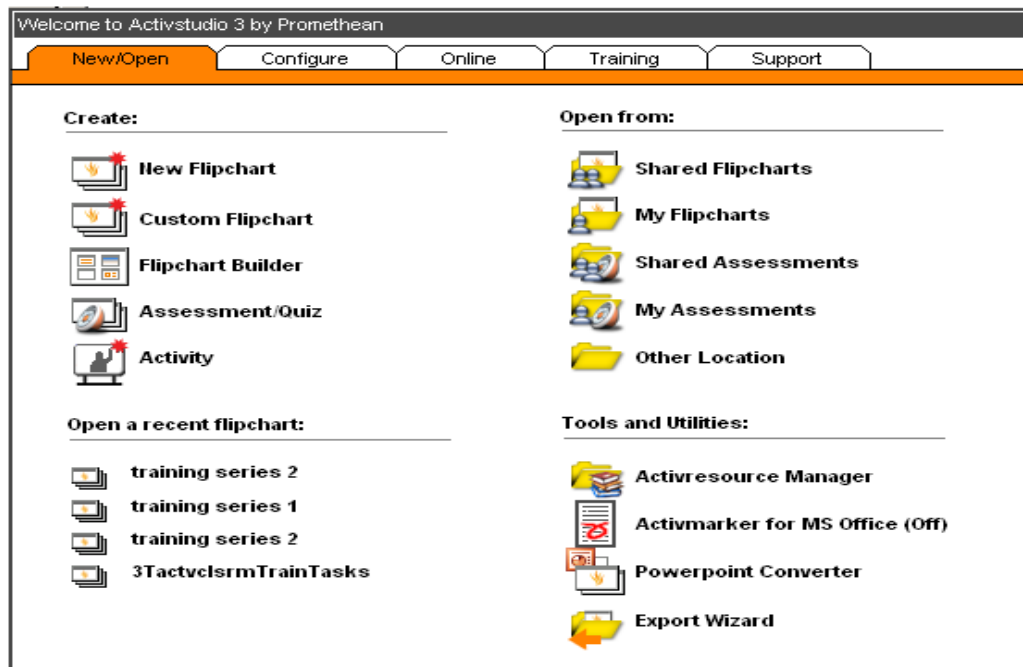 Welcome to Activstudio 3 by Promethean
New/Open Configure Online Training Support
Create:
New Flipchart
Custom Flipchart
Flipchart Builder
Assessment/Quiz
Activity
Open a recent flipchart:
training series 2
training series 1
training series 2
3TactvclsrmTrainTasks
Open from:
Shared Flipcharts
My Flipcharts
Shared Assessments
My Assessments
Other Location
Tools and Utilities:
Activresource Manager
Activmarker for MS Office (Off)
Powerpoint Converter
Export Wizard